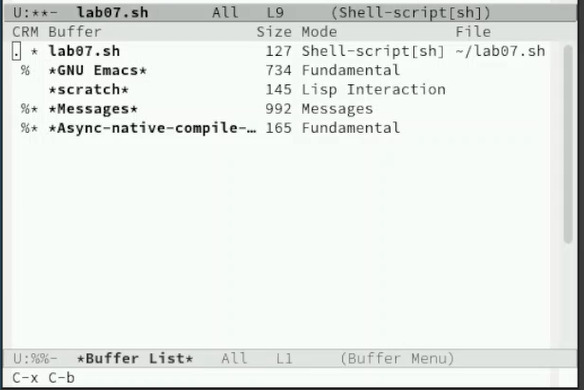 U:**-  lab07.sh       All   L9     (Shell-script[sh])
CRM Buffer                Size Mode          File
. * lab07.sh               127 Shell-script[sh] ~/lab07.sh
 %  *GNU Emacs*            734 Fundamental
    *scratch*              145 Lisp Interaction
 %* *Messages*             992 Messages
 %* *Async-native-compile-… 165 Fundamental
U:%%-  *Buffer List*   All   L1     (Buffer Menu)
C-x C-b